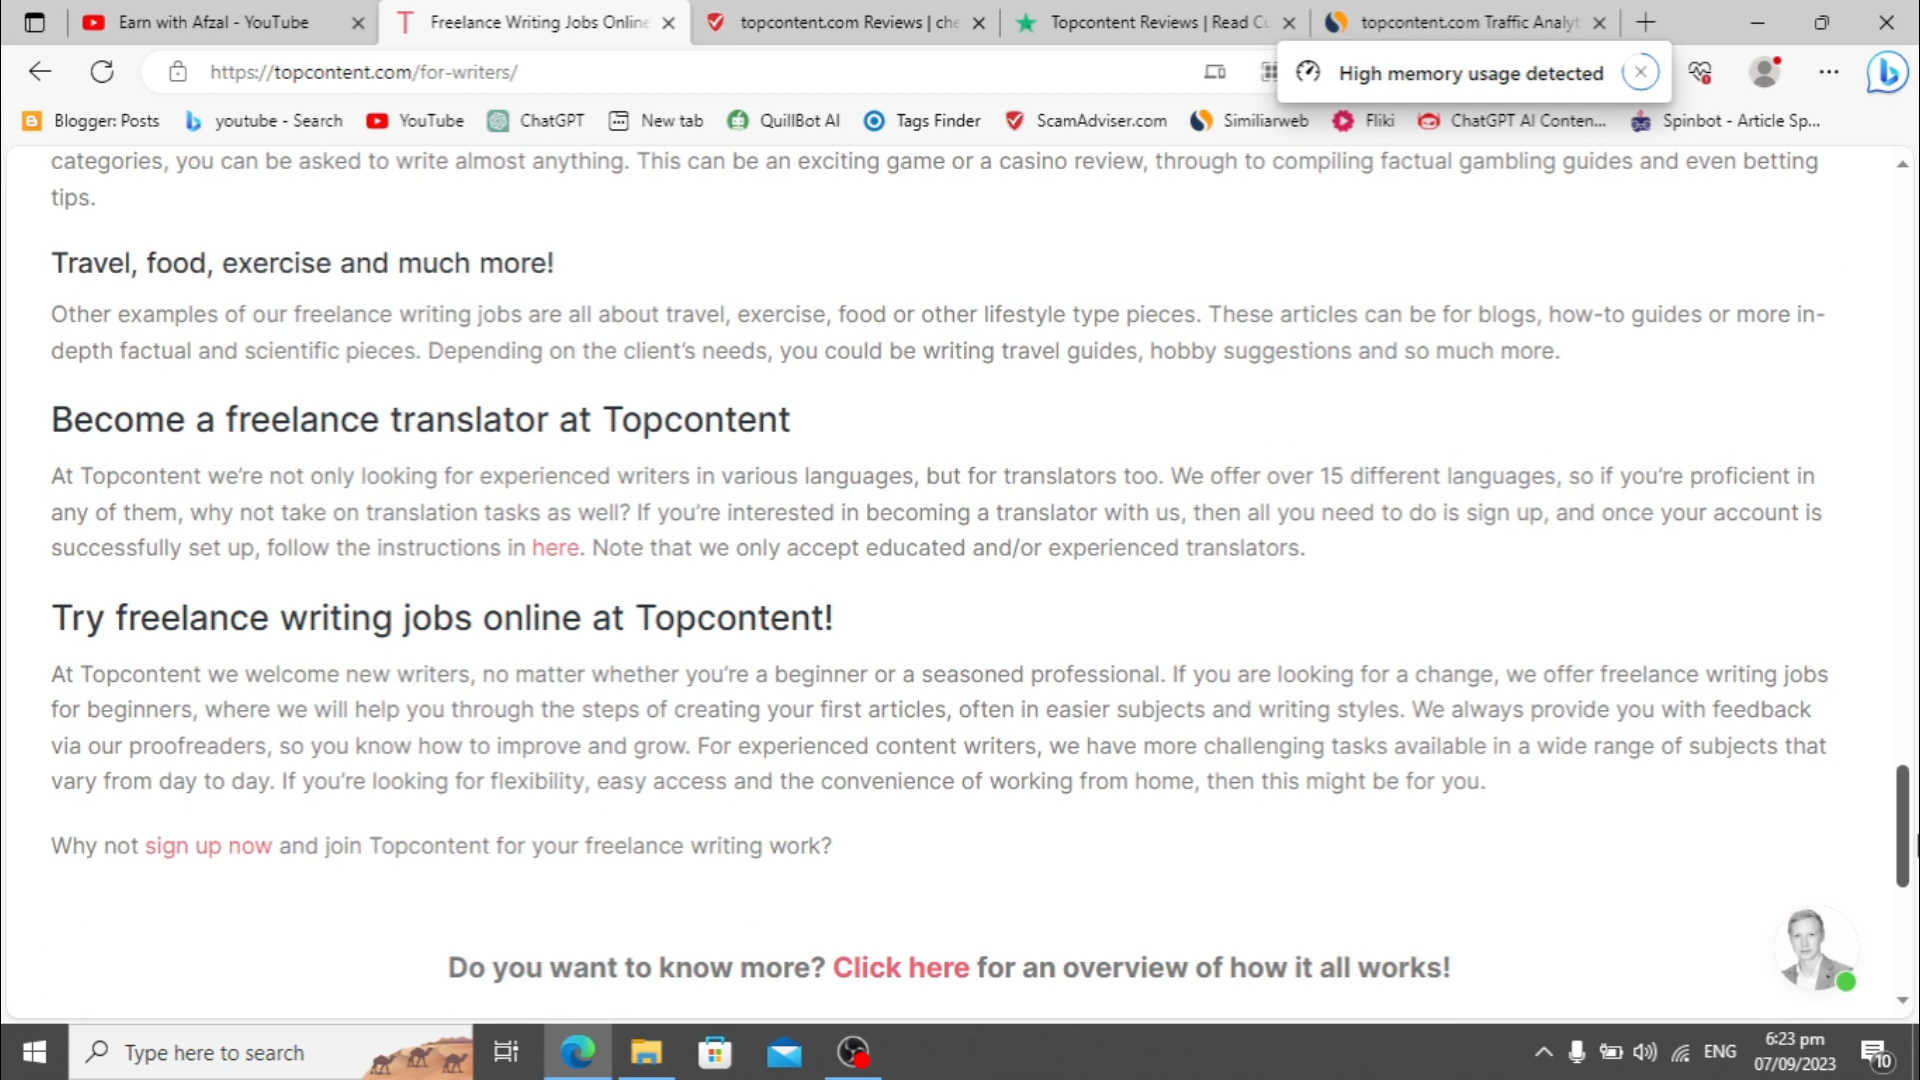 Earn with Afzal - YouTube
Freelance Writing Jobs Online
topcontent.com Reviews | che
Topcontent Reviews | Read Cu
topcontent.com Traffic Analyt
https://topcontent.com/for-writers/
High memory usage detected
Blogger: Posts
youtube - Search
YouTube
ChatGPT
New tab
QuillBot AI
Tags Finder
ScamAdviser.com
Similiarweb
Fliki
ChatGPT AI Conten...
Spinbot - Article Sp...
categories, you can be asked to write almost anything. This can be an exciting game or a casino review, through to compiling factual gambling guides and even betting
tips.
Travel, food, exercise and much more!
Other examples of our freelance writing jobs are all about travel, exercise, food or other lifestyle type pieces. These articles can be for blogs, how-to guides or more in-
depth factual and scientific pieces. Depending on the client’s needs, you could be writing travel guides, hobby suggestions and so much more.
Become a freelance translator at Topcontent
At Topcontent we’re not only looking for experienced writers in various languages, but for translators too. We offer over 15 different languages, so if you’re proficient in
any of them, why not take on translation tasks as well? If you’re interested in becoming a translator with us, then all you need to do is sign up, and once your account is
successfully set up, follow the instructions in here. Note that we only accept educated and/or experienced translators.
Try freelance writing jobs online at Topcontent!
At Topcontent we welcome new writers, no matter whether you’re a beginner or a seasoned professional. If you are looking for a change, we offer freelance writing jobs
for beginners, where we will help you through the steps of creating your first articles, often in easier subjects and writing styles. We always provide you with feedback
via our proofreaders, so you know how to improve and grow. For experienced content writers, we have more challenging tasks available in a wide range of subjects that
vary from day to day. If you’re looking for flexibility, easy access and the convenience of working from home, then this might be for you.
Why not sign up now and join Topcontent for your freelance writing work?
Do you want to know more? Click here for an overview of how it all works!
Type here to search
ENG
6:23 pm
07/09/2023
10